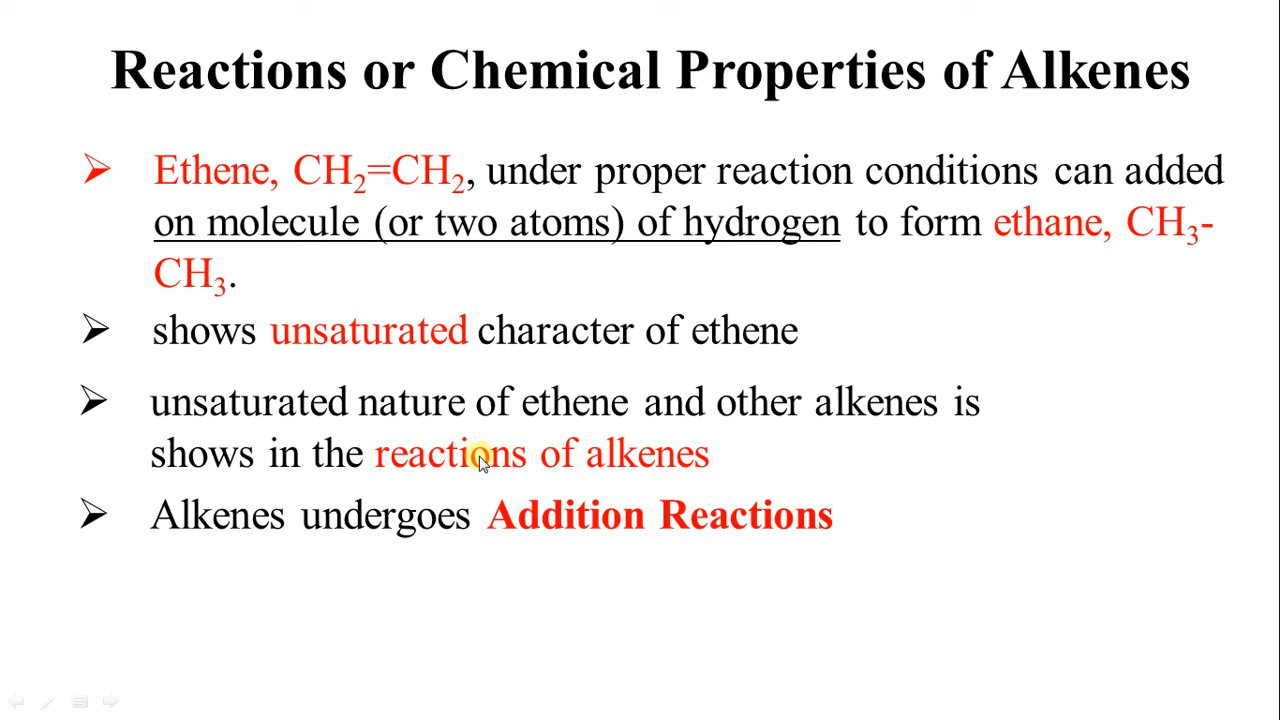 Reactions or Chemical Properties of Alkenes
➢ Ethene, CH₂=CH₂, under proper reaction conditions can added
on molecule (or two atoms) of hydrogen to form ethane, CH₃-
CH₃.
➢ shows unsaturated character of ethene
➢ unsaturated nature of ethene and other alkenes is
shows in the reactions of alkenes
➢ Alkenes undergoes Addition Reactions